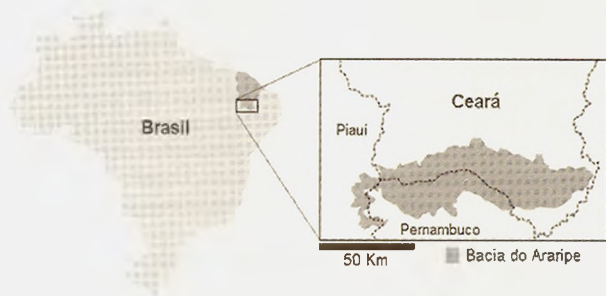 Brasil
Ceará
Piauí
Pernambuco
50 Km
Bacia do Araripe